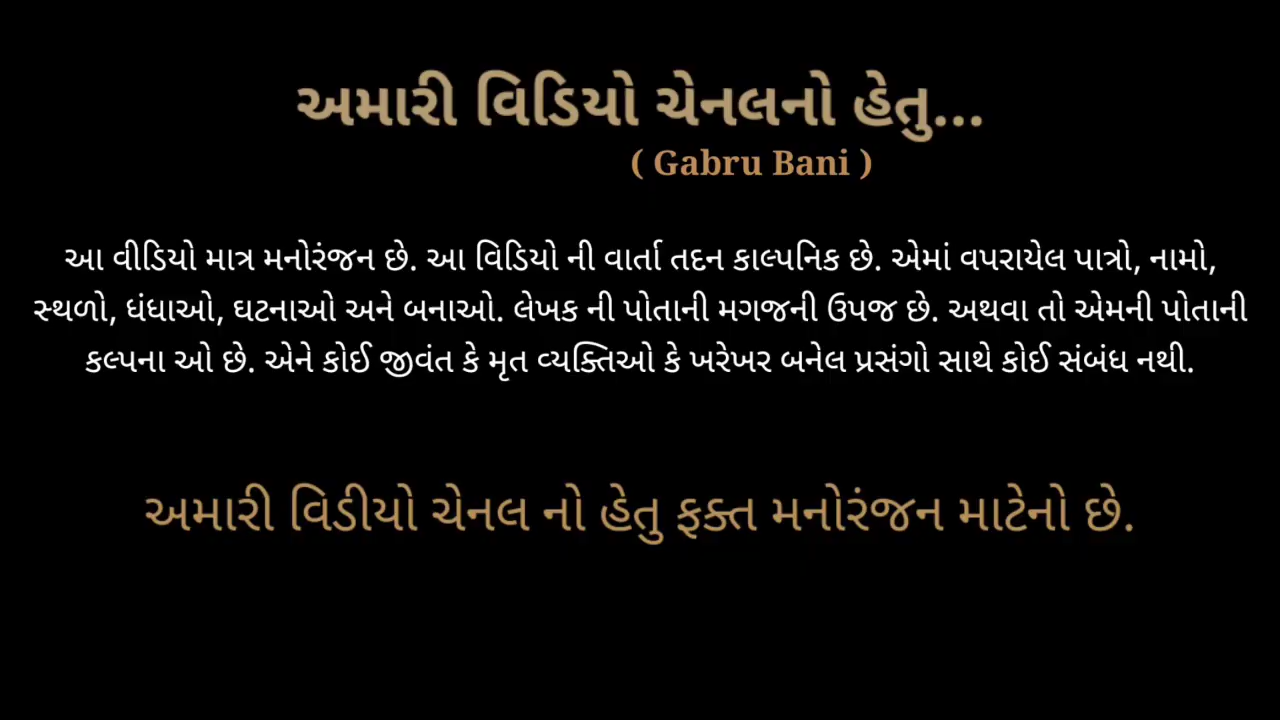 અમારી વિડિયો ચેનલનો હેતુ...
( Gabru Bani )
આ વીડિયો માત્ર મનોરંજન છે. આ વિડિયો ની વાર્તા તદન કાલ્પનિક છે. એમાં વપરાયેલ પાત્રો, નામો,
સ્થળો, ધંધાઓ, ઘટનાઓ અને બનાઓ. લેખક ની પોતાની મગજની ઉપજ છે. અથવા તો એમની પોતાની
કલ્પના ઓ છે. એને કોઈ જીવંત કે મૃત વ્યક્તિઓ કે ખરેખર બનેલ પ્રસંગો સાથે કોઈ સંબંધ નથી.
અમારી વિડીયો ચેનલ નો હેતુ ફક્ત મનોરંજન માટેનો છે.